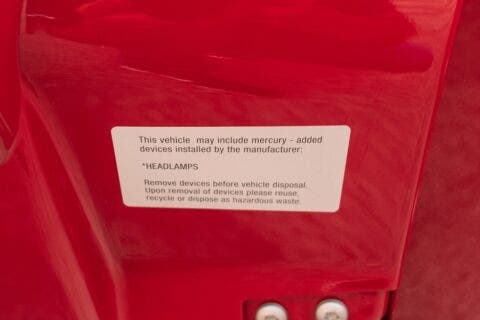 This vehicle may include mercury - added
devices installed by the manufacturer:
*HEADLAMPS
Remove devices before vehicle disposal.
Upon removal of devices please reuse,
recycle or dispose as hazardous waste.